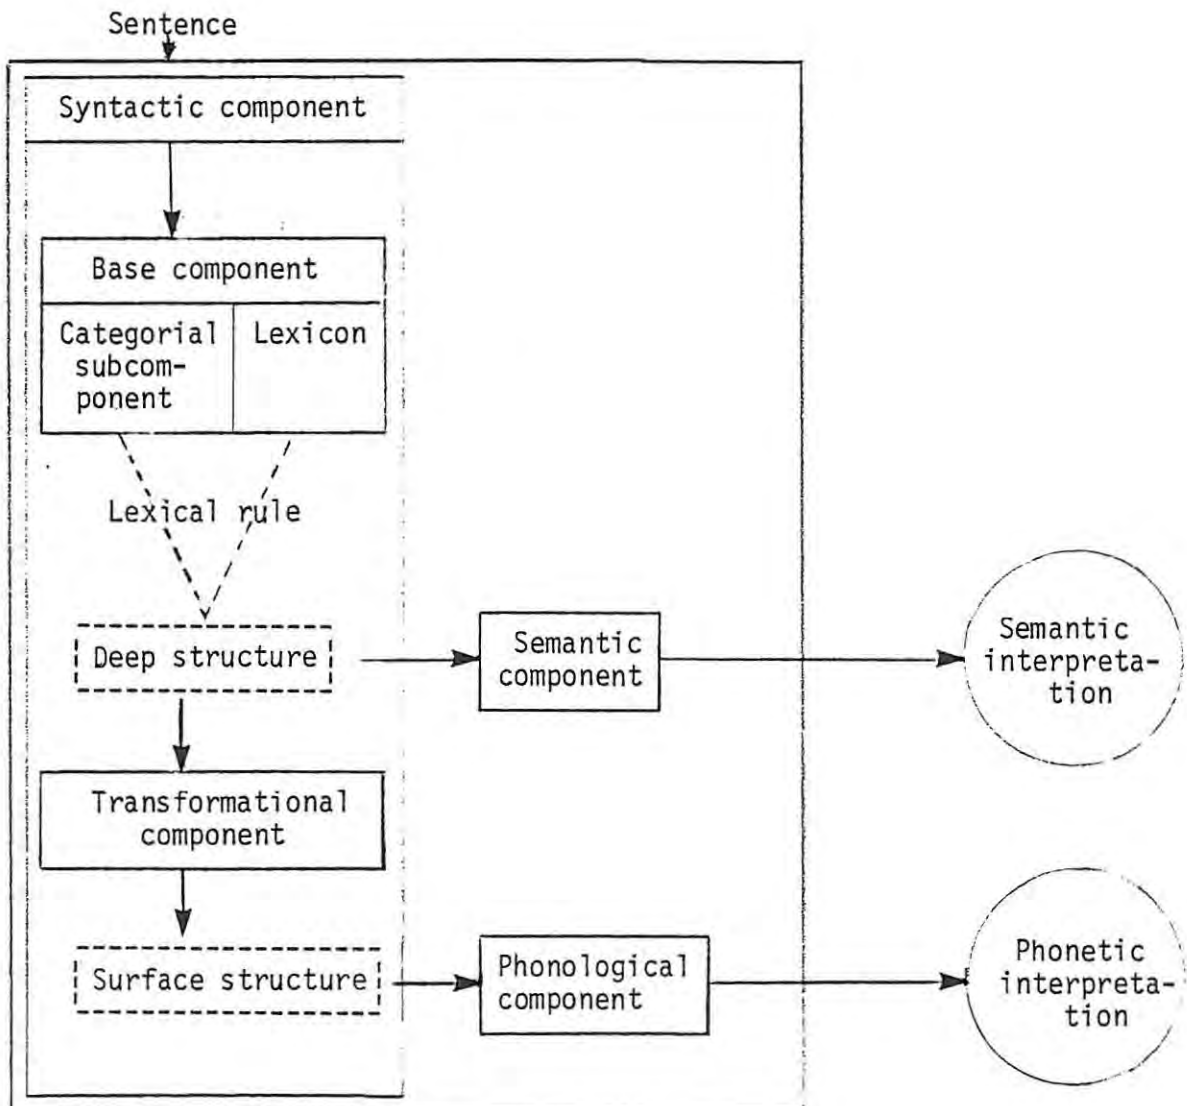 Sentence
Syntactic component
Base component
Categorial
subcom-
ponent
Lexicon
Lexical rule
Deep structure
Semantic
component
Semantic
interpreta-
tion
Transformational
component
Surface structure
Phonological
component
Phonetic
interpreta-
tion